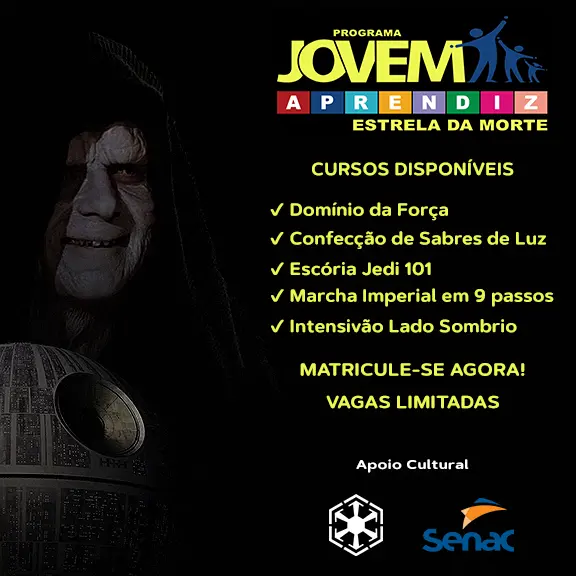 PROGRAMA
JOVEM
APRENDIZ
ESTRELA DA MORTE
CURSOS DISPONÍVEIS
✓ Domínio da Força
✓ Confecção de Sabres de Luz
✓ Escória Jedi 101
✓ Marcha Imperial em 9 passos
✓ Intensivão Lado Sombrio
MATRICULE-SE AGORA!
VAGAS LIMITADAS
Apoio Cultural
senac